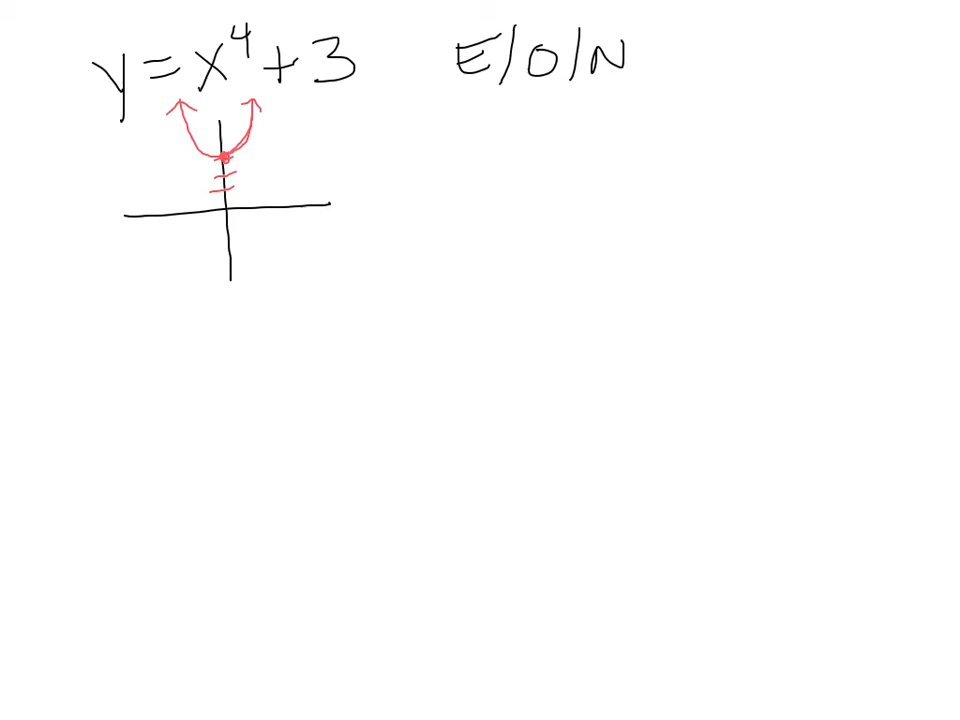 y = x⁴ + 3 E/O/N